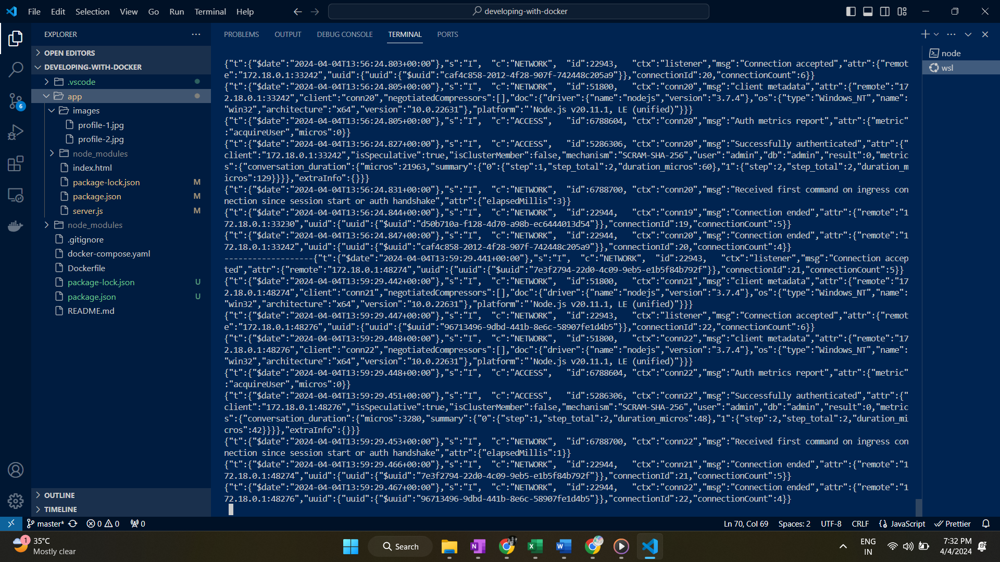 File Edit Selection View Go Run Terminal Help
developing-with-docker
EXPLORER
OPEN EDITORS
DEVELOPING-WITH-DOCKER
.vscode
app
images
profile-1.jpg
profile-2.jpg
node_modules
index.html
package-lock.json M
package.json M
server.js M
node_modules
.gitignore
docker-compose.yaml
Dockerfile
package-lock.json U
package.json U
README.md
OUTLINE
TIMELINE
6
PROBLEMS OUTPUT DEBUG CONSOLE TERMINAL PORTS
node
wsl
{"t":{"$date":"2024-04-04T13:56:24.803+00:00"},"s":"I", "c":"NETWORK", "id":22943, "ctx":"listener","msg":"Connection accepted","attr":{"remot
e":"172.18.0.1:33242","uuid":{"uuid":{"$uuid":"caf4c858-2012-4f28-907f-742448c205a9"}},"connectionId":20,"connectionCount":6}}
{"t":{"$date":"2024-04-04T13:56:24.805+00:00"},"s":"I", "c":"NETWORK", "id":51800, "ctx":"conn20","msg":"client metadata","attr":{"remote":"17
2.18.0.1:33242","client":"conn20","negotiatedCompressors":[],"doc":{"driver":{"name":"nodejs","version":"3.7.4"},"os":{"type":"Windows_NT","name":
"win32","architecture":"x64","version":"10.0.22631"},"platform":"'Node.js v20.11.1, LE (unified)"}}}
{"t":{"$date":"2024-04-04T13:56:24.805+00:00"},"s":"I", "c":"ACCESS", "id":6788604, "ctx":"conn20","msg":"Auth metrics report","attr":{"metric"
:"acquireUser","micros":0}}
{"t":{"$date":"2024-04-04T13:56:24.827+00:00"},"s":"I", "c":"ACCESS", "id":5286306, "ctx":"conn20","msg":"Successfully authenticated","attr":{"
client":"172.18.0.1:33242","isSpeculative":true,"isClusterMember":false,"mechanism":"SCRAM-SHA-256","user":"admin","db":"admin","result":0,"metric
s":{"conversation_duration":{"micros":21963,"summary":{"0":{"step":1,"step_total":2,"duration_micros":60},"1":{"step":2,"step_total":2,"duration_m
icros":129}}}},"extraInfo":{}}}
{"t":{"$date":"2024-04-04T13:56:24.831+00:00"},"s":"I", "c":"NETWORK", "id":6788700, "ctx":"conn20","msg":"Received first command on ingress con
nection since session start or auth handshake","attr":{"elapsedMillis":3}}
{"t":{"$date":"2024-04-04T13:56:24.844+00:00"},"s":"I", "c":"NETWORK", "id":22944, "ctx":"conn19","msg":"Connection ended","attr":{"remote":"1
72.18.0.1:33230","uuid":{"uuid":{"$uuid":"d50b710a-f128-4d70-a98b-ec6444013d54"}},"connectionId":19,"connectionCount":5}}
{"t":{"$date":"2024-04-04T13:56:24.847+00:00"},"s":"I", "c":"NETWORK", "id":22944, "ctx":"conn20","msg":"Connection ended","attr":{"remote":"1
72.18.0.1:33242","uuid":{"uuid":{"$uuid":"caf4c858-2012-4f28-907f-742448c205a9"}},"connectionId":20,"connectionCount":4}}
-------------------{"t":{"$date":"2024-04-04T13:59:29.441+00:00"},"s":"I", "c":"NETWORK", "id":22943, "ctx":"listener","msg":"Connection accep
ted","attr":{"remote":"172.18.0.1:48274","uuid":{"uuid":{"$uuid":"7e3f2794-22d0-4c09-9eb5-e1b5f84b792f"}},"connectionId":21,"connectionCount":5}}
{"t":{"$date":"2024-04-04T13:59:29.442+00:00"},"s":"I", "c":"NETWORK", "id":51800, "ctx":"conn21","msg":"client metadata","attr":{"remote":"17
2.18.0.1:48274","client":"conn21","negotiatedCompressors":[],"doc":{"driver":{"name":"nodejs","version":"3.7.4"},"os":{"type":"Windows_NT","name":
"win32","architecture":"x64","version":"10.0.22631"},"platform":"'Node.js v20.11.1, LE (unified)"}}}
{"t":{"$date":"2024-04-04T13:59:29.447+00:00"},"s":"I", "c":"NETWORK", "id":22943, "ctx":"listener","msg":"Connection accepted","attr":{"remot
e":"172.18.0.1:48276","uuid":{"uuid":{"$uuid":"96713496-9dbd-441b-8e6c-58907fe1d4b5"}},"connectionId":22,"connectionCount":6}}
{"t":{"$date":"2024-04-04T13:59:29.448+00:00"},"s":"I", "c":"NETWORK", "id":51800, "ctx":"conn22","msg":"client metadata","attr":{"remote":"17
2.18.0.1:48276","client":"conn22","negotiatedCompressors":[],"doc":{"driver":{"name":"nodejs","version":"3.7.4"},"os":{"type":"Windows_NT","name":
"win32","architecture":"x64","version":"10.0.22631"},"platform":"'Node.js v20.11.1, LE (unified)"}}}
{"t":{"$date":"2024-04-04T13:59:29.448+00:00"},"s":"I", "c":"ACCESS", "id":6788604, "ctx":"conn22","msg":"Auth metrics report","attr":{"metric"
:"acquireUser","micros":0}}
{"t":{"$date":"2024-04-04T13:59:29.451+00:00"},"s":"I", "c":"ACCESS", "id":5286306, "ctx":"conn22","msg":"Successfully authenticated","attr":{"
client":"172.18.0.1:48276","isSpeculative":true,"isClusterMember":false,"mechanism":"SCRAM-SHA-256","user":"admin","db":"admin","result":0,"metric
s":{"conversation_duration":{"micros":3280,"summary":{"0":{"step":1,"step_total":2,"duration_micros":48},"1":{"step":2,"step_total":2,"duration_mi
cros":42}}}},"extraInfo":{}}}
{"t":{"$date":"2024-04-04T13:59:29.453+00:00"},"s":"I", "c":"NETWORK", "id":6788700, "ctx":"conn22","msg":"Received first command on ingress con
nection since session start or auth handshake","attr":{"elapsedMillis":1}}
{"t":{"$date":"2024-04-04T13:59:29.466+00:00"},"s":"I", "c":"NETWORK", "id":22944, "ctx":"conn21","msg":"Connection ended","attr":{"remote":"1
72.18.0.1:48274","uuid":{"uuid":{"$uuid":"7e3f2794-22d0-4c09-9eb5-e1b5f84b792f"}},"connectionId":21,"connectionCount":5}}
{"t":{"$date":"2024-04-04T13:59:29.467+00:00"},"s":"I", "c":"NETWORK", "id":22944, "ctx":"conn22","msg":"Connection ended","attr":{"remote":"1
72.18.0.1:48276","uuid":{"uuid":{"$uuid":"96713496-9dbd-441b-8e6c-58907fe1d4b5"}},"connectionId":22,"connectionCount":4}}
master* 0 0 0 Ln 70, Col 69 Spaces: 2 UTF-8 CRLF JavaScript Prettier
1 35°C
Mostly clear
Search
ENG
IN
7:32 PM
4/4/2024